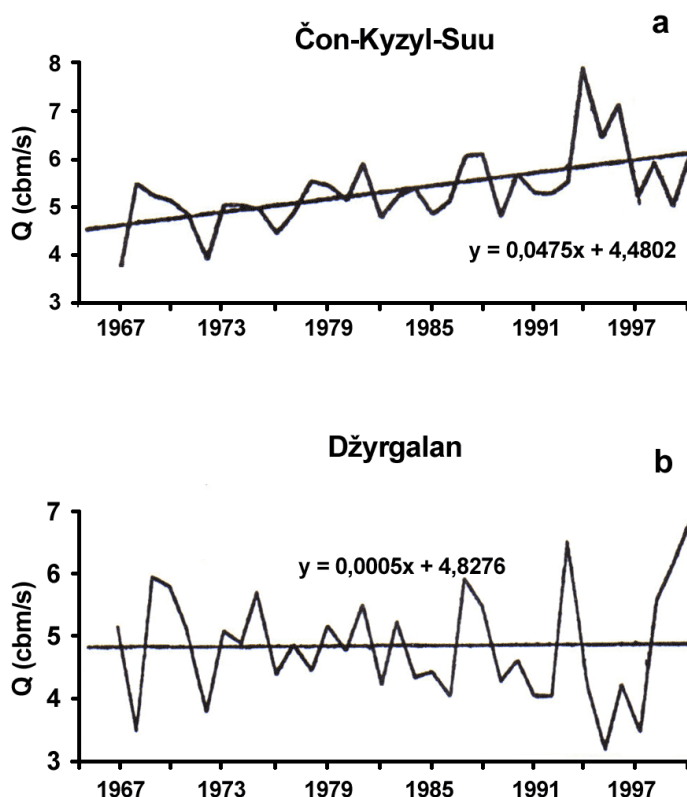 a
Čon-Kyzyl-Suu
8
7
6
5
4
3
Q (cbm/s)
y = 0,0475x + 4,4802
1967 1973 1979 1985 1991 1997
Džyrgalan
b
7
6
5
4
3
Q (cbm/s)
y = 0,0005x + 4,8276
1967 1973 1979 1985 1991 1997